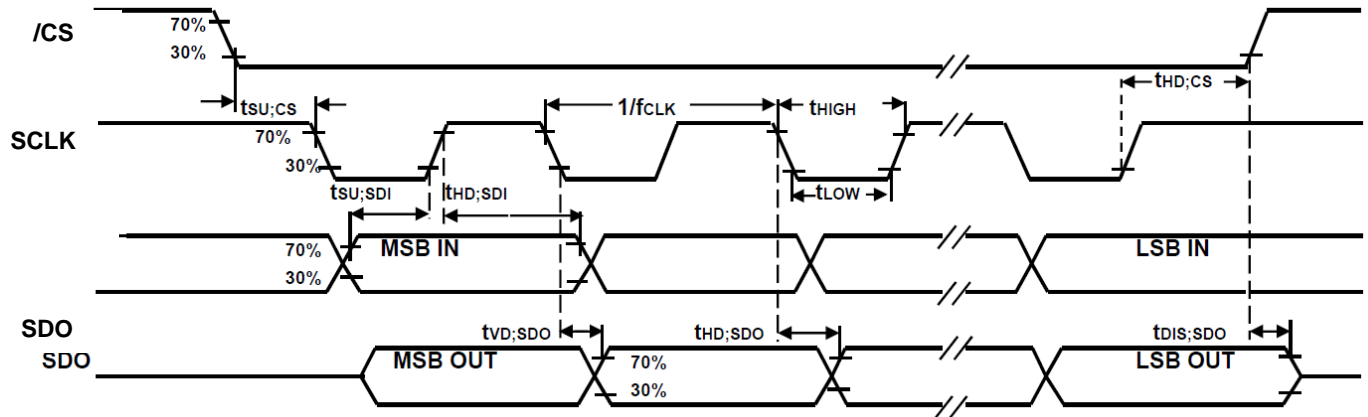 /CS
70%
30%
tSU;CS
1/fCLK
tHIGH
tHD;CS
SCLK
70%
30%
tSU;SDI
tHD;SDI
tLOW
70%
30%
MSB IN
LSB IN
SDO
tVD;SDO
tHD;SDO
tDIS;SDO
SDO
MSB OUT
70%
30%
LSB OUT